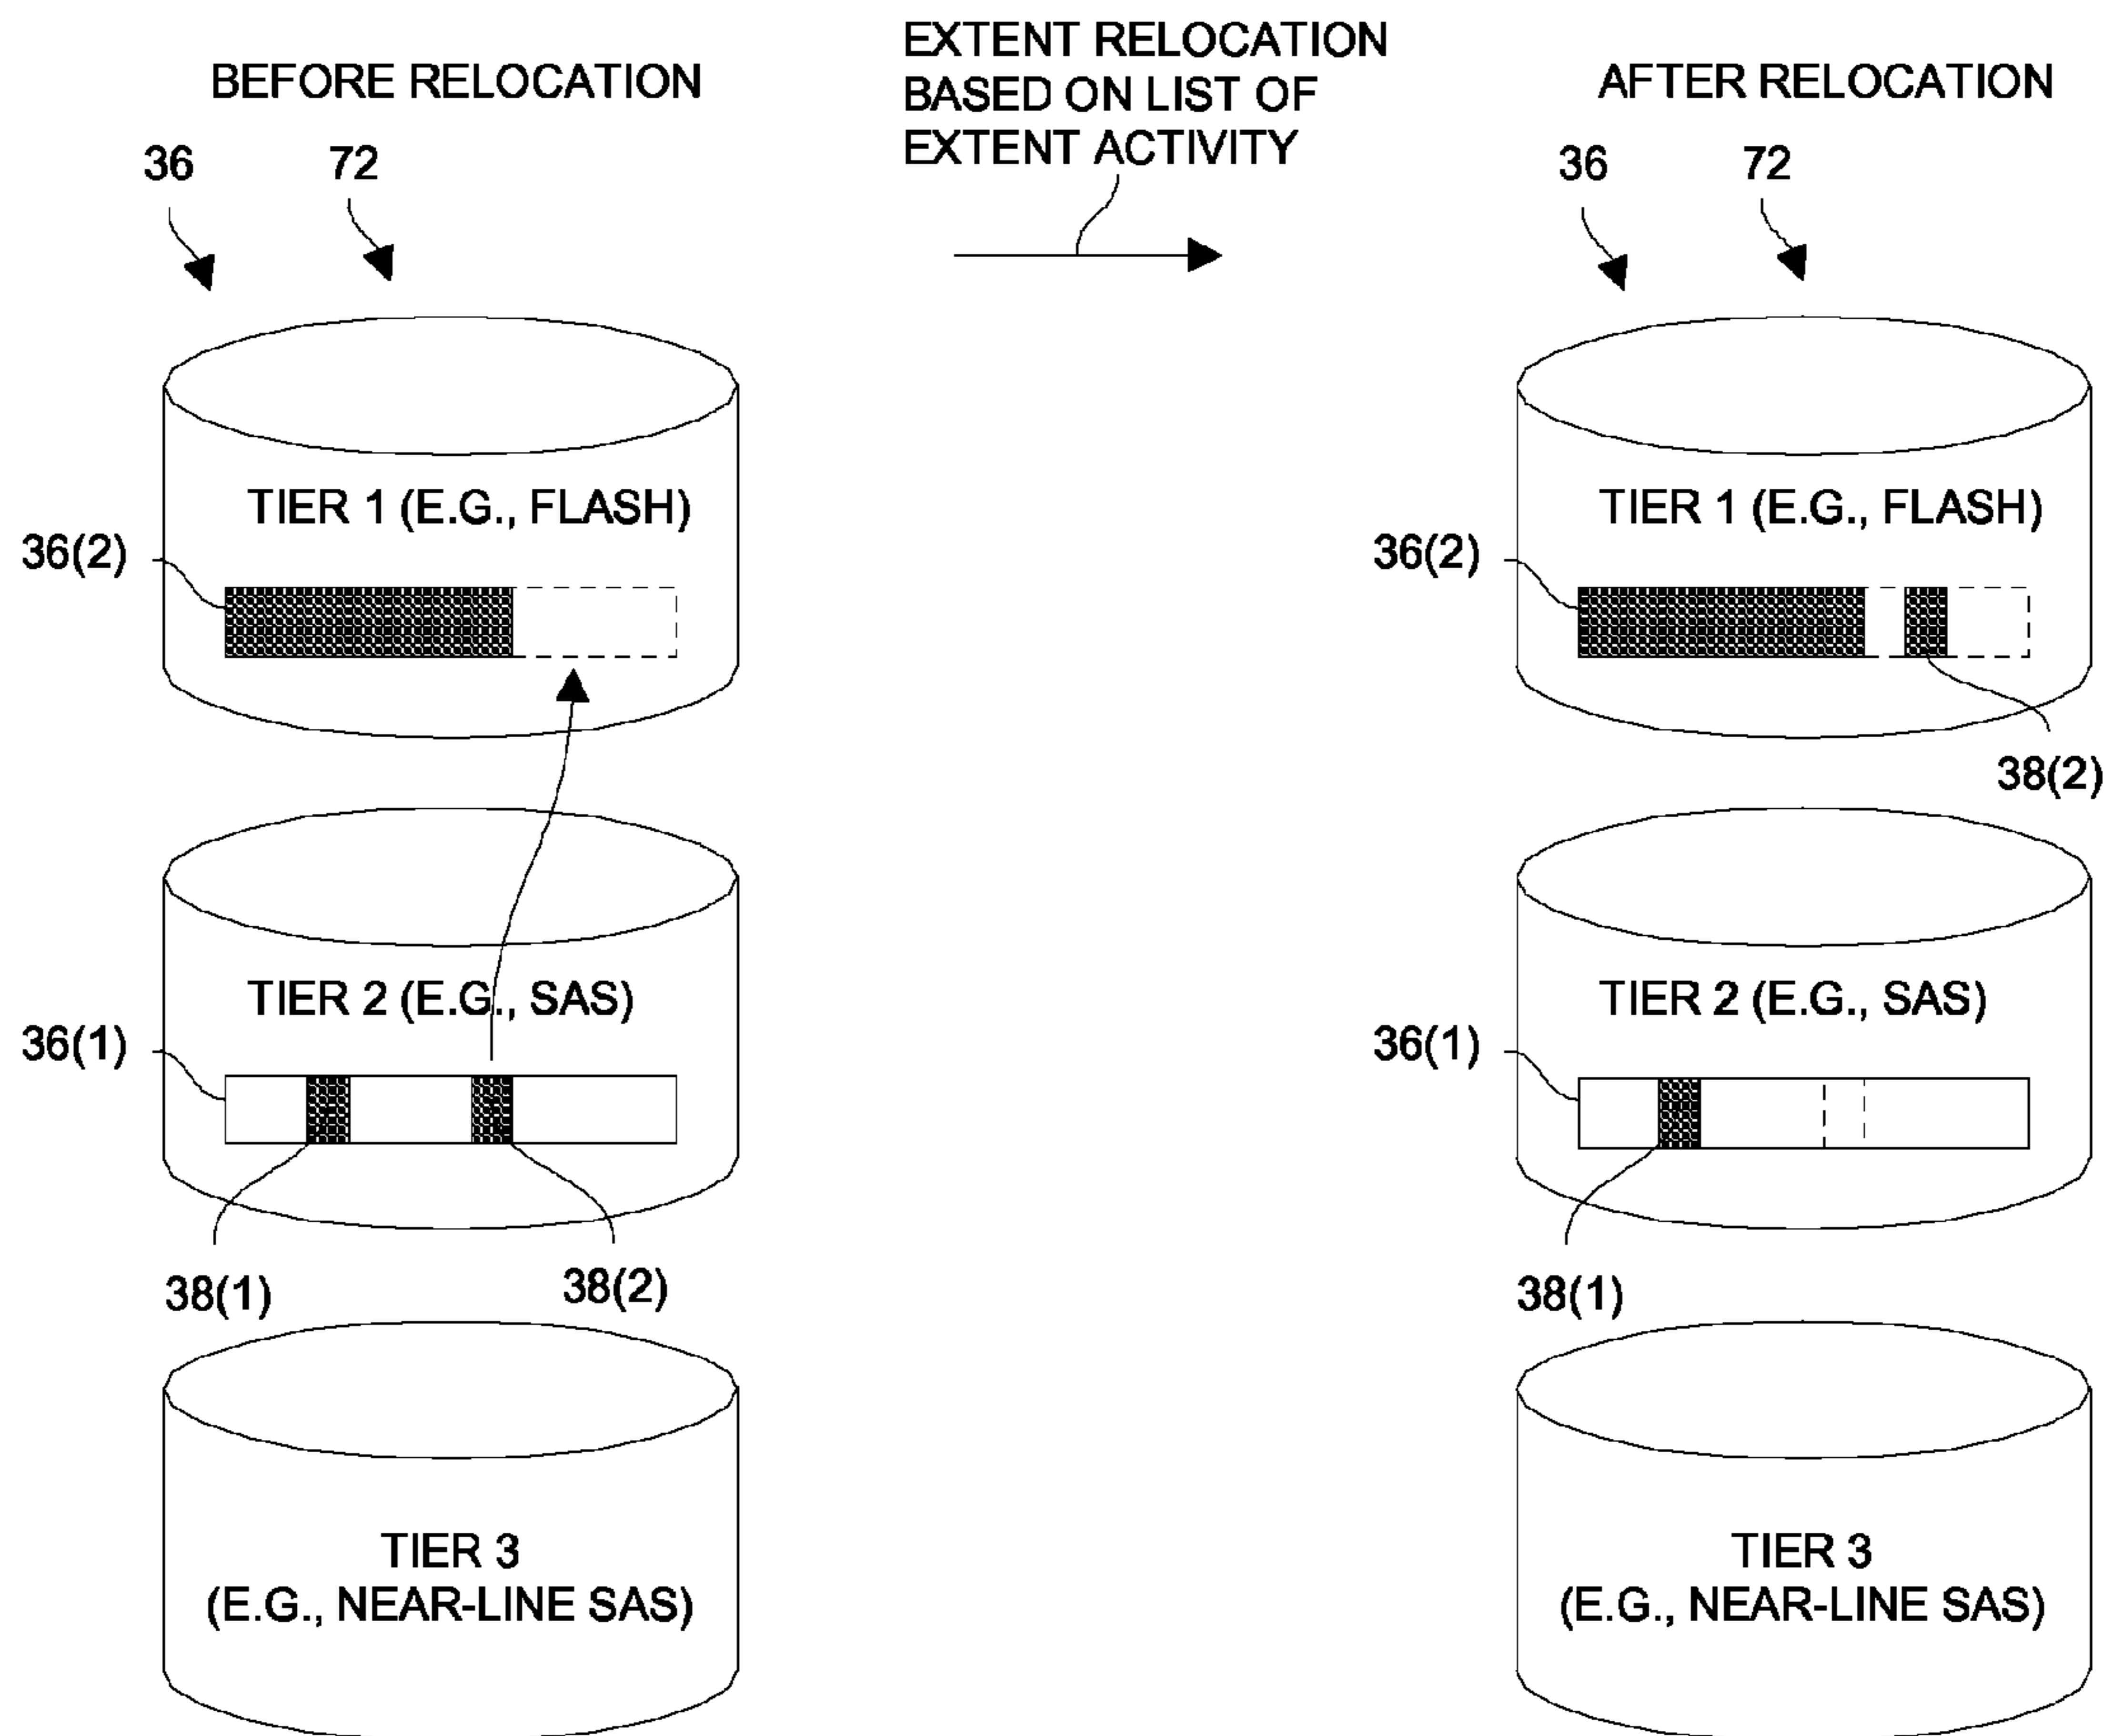 BEFORE RELOCATION
36
72
TIER 1 (E.G., FLASH)
36(2)
TIER 2 (E.G., SAS)
36(1)
38(1)
38(2)
TIER 3
(E.G., NEAR-LINE SAS)
EXTENT RELOCATION
BASED ON LIST OF
EXTENT ACTIVITY
AFTER RELOCATION
36
72
TIER 1 (E.G., FLASH)
36(2)
38(2)
TIER 2 (E.G., SAS)
36(1)
38(1)
TIER 3
(E.G., NEAR-LINE SAS)